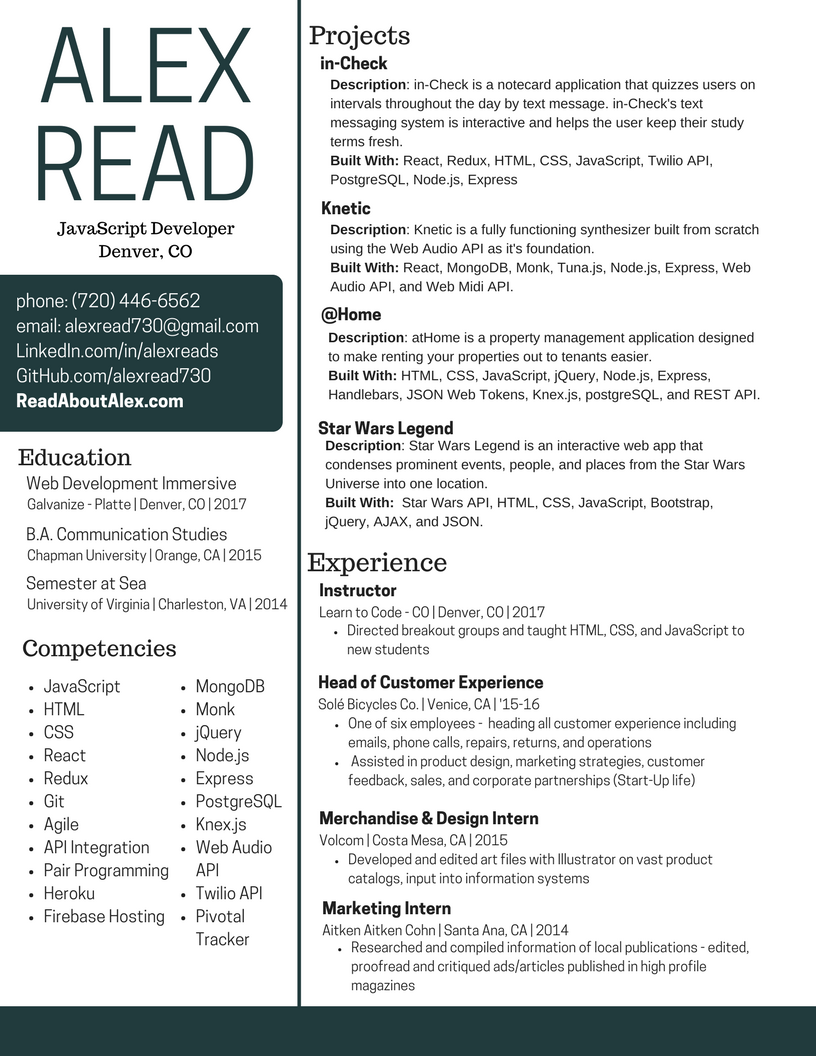 ALEX
READ
JavaScript Developer
Denver, CO
phone: (720) 446-6562
email: alexread730@gmail.com
LinkedIn.com/in/alexreads
GitHub.com/alexread730
ReadAboutAlex.com
Education
Web Development Immersive
Galvanize - Platte | Denver, CO | 2017
B.A. Communication Studies
Chapman University | Orange, CA | 2015
Semester at Sea
University of Virginia | Charleston, VA | 2014
Competencies
• JavaScript
• HTML
• CSS
• React
• Redux
• Git
• Agile
• API Integration
• Pair Programming
• Heroku
• Firebase Hosting
• MongoDB
• Monk
• jQuery
• Node.js
• Express
• PostgreSQL
• Knex.js
• Web Audio
API
• Twilio API
• Pivotal
Tracker
Projects
in-Check
Description: in-Check is a notecard application that quizzes users on
intervals throughout the day by text message. in-Check's text
messaging system is interactive and helps the user keep their study
terms fresh.
Built With: React, Redux, HTML, CSS, JavaScript, Twilio API,
PostgreSQL, Node.js, Express
Knetic
Description: Knetic is a fully functioning synthesizer built from scratch
using the Web Audio API as it's foundation.
Built With: React, MongoDB, Monk, Tuna.js, Node.js, Express, Web
Audio API, and Web Midi API.
@Home
Description: atHome is a property management application designed
to make renting your properties out to tenants easier.
Built With: HTML, CSS, JavaScript, jQuery, Node.js, Express,
Handlebars, JSON Web Tokens, Knex.js, postgreSQL, and REST API.
Star Wars Legend
Description: Star Wars Legend is an interactive web app that
condenses prominent events, people, and places from the Star Wars
Universe into one location.
Built With: Star Wars API, HTML, CSS, JavaScript, Bootstrap,
jQuery, AJAX, and JSON.
Experience
Instructor
Learn to Code - CO | Denver, CO | 2017
• Directed breakout groups and taught HTML, CSS, and JavaScript to
new students
Head of Customer Experience
Solé Bicycles Co. | Venice, CA | '15-16
• One of six employees - heading all customer experience including
emails, phone calls, repairs, returns, and operations
• Assisted in product design, marketing strategies, customer
feedback, sales, and corporate partnerships (Start-Up life)
Merchandise & Design Intern
Volcom | Costa Mesa, CA | 2015
• Developed and edited art files with Illustrator on vast product
catalogs, input into information systems
Marketing Intern
Aitken Aitken Cohn | Santa Ana, CA | 2014
• Researched and compiled information of local publications - edited,
proofread and critiqued ads/articles published in high profile
magazines